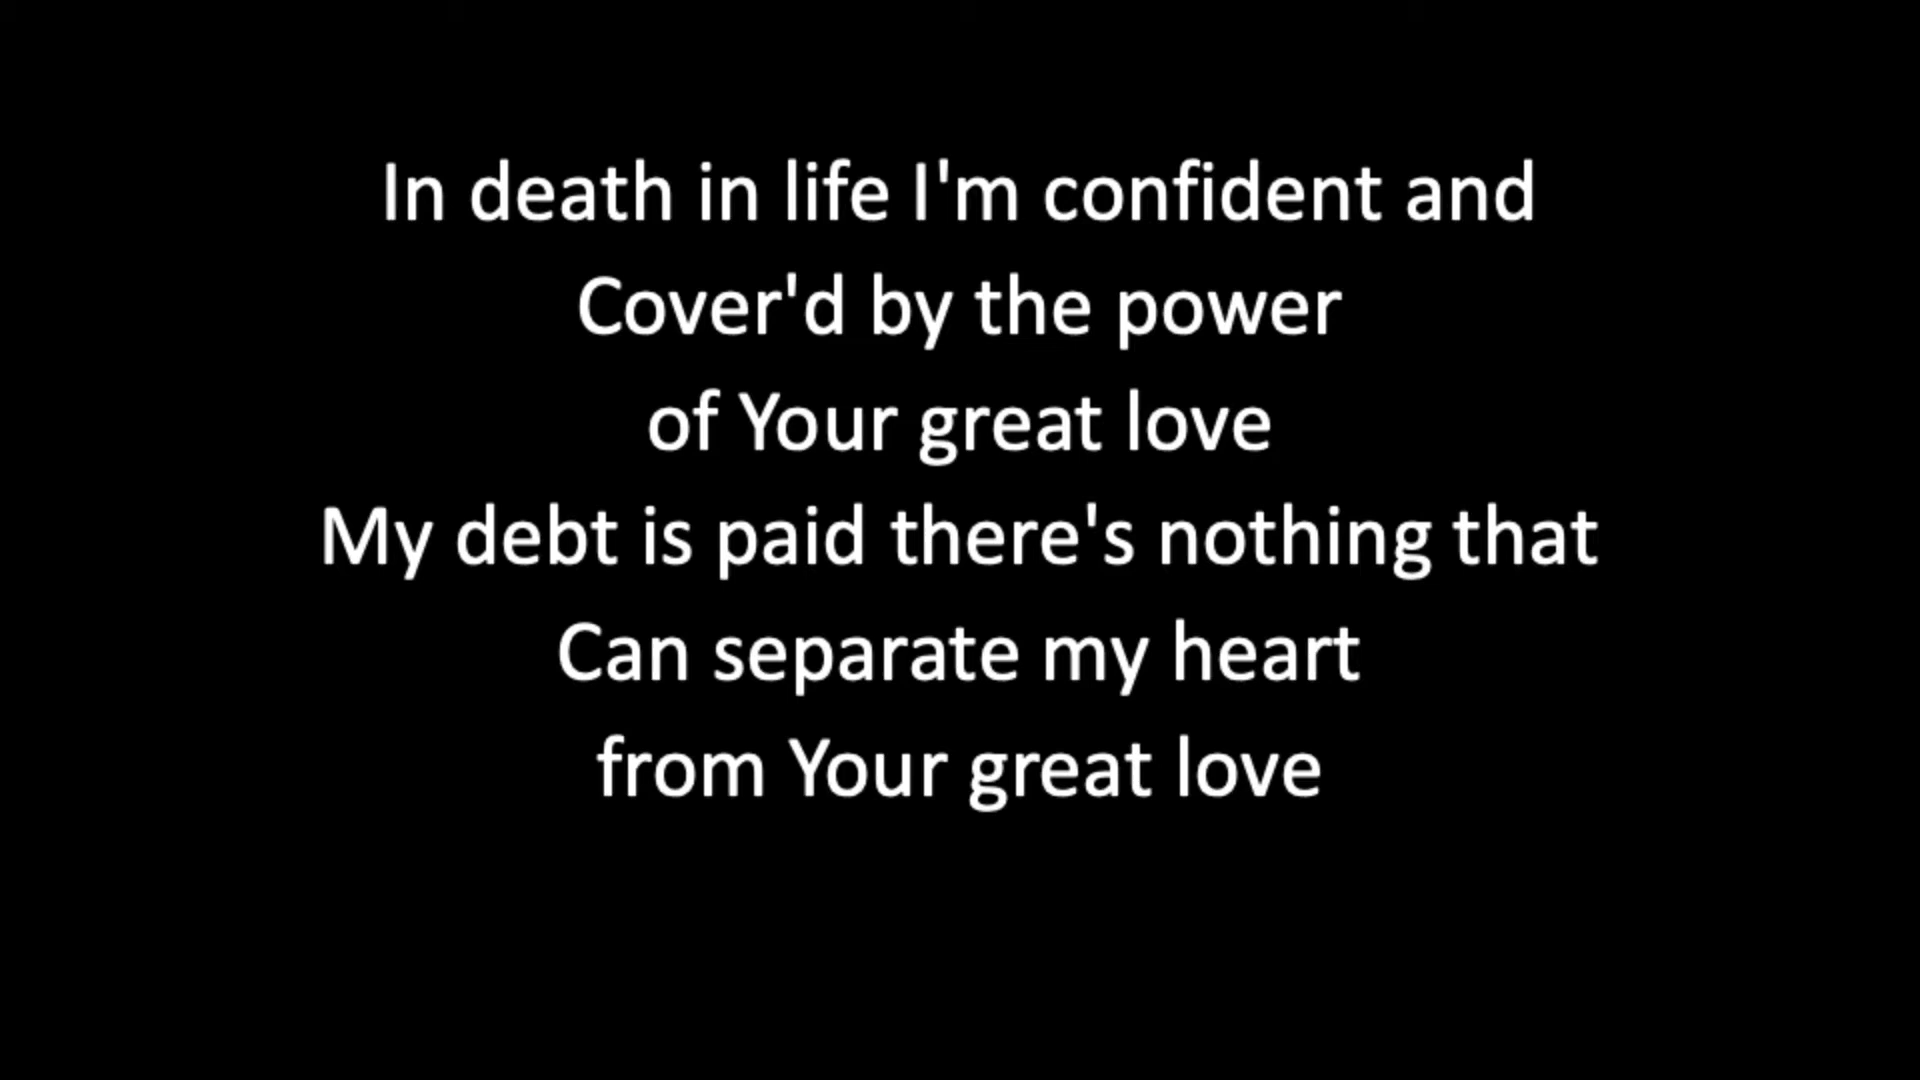 In death in life I'm confident and
Cover'd by the power
of Your great love
My debt is paid there's nothing that
Can separate my heart
from Your great love